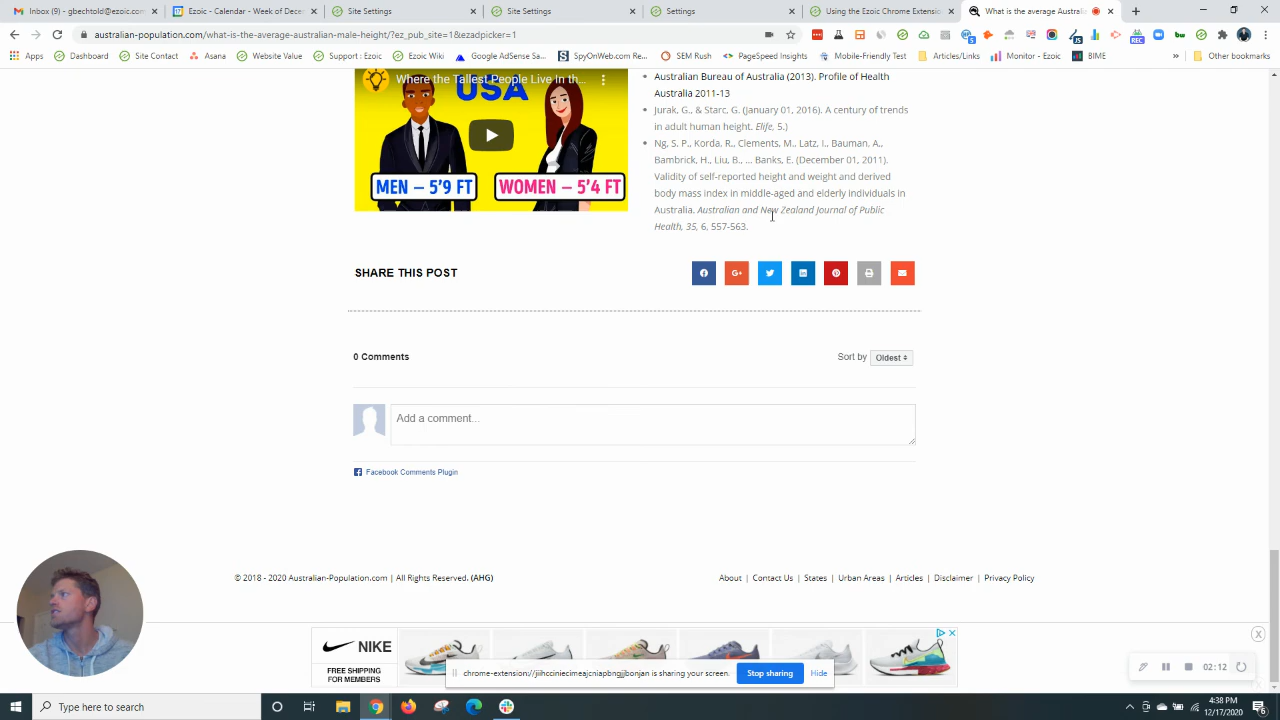 Inbox (9) - gbechtold@ezoic.com
Ezoic - Calendar - Week of Dece
Site Settings
Site Settings
Settings
Using the Ezoic Chrome Extensi
What is the average Australia
australian-population.com/what-is-the-average-australian-male-height/?ez_pub_site=1&ezadpicker=1
Apps
Dashboard
Site Contact
Asana
Website Value
Support : Ezoic
Ezoic Wiki
Google AdSense Sa...
SpyOnWeb.com
SEM Rush
PageSpeed Insights
Mobile-Friendly Test
Articles/Links
Monitor - Ezoic
BIME
»
Other bookmarks
Where the Tallest People Live In th...
USA
MEN – 5'9 FT
WOMEN – 5'4 FT
Australian Bureau of Australia (2013). Profile of Health
Australia 2011-13
Jurak, G., & Starc, G. (January 01, 2016). A century of trends
in adult human height. Elife, 5.)
Ng, S. P., Korda, R., Clements, M., Latz, I., Bauman, A.,
Bambrick, H., Liu, B., ... Banks, E. (December 01, 2011).
Validity of self-reported height and weight and derived
body mass index in middle-aged and elderly individuals in
Australia. Australian and New Zealand Journal of Public
Health, 35, 6, 557-563.
SHARE THIS POST
0 Comments
Sort by Oldest
Add a comment...
Facebook Comments Plugin
© 2018 - 2020 Australian-Population.com | All Rights Reserved. (AHG)
About | Contact Us | States | Urban Areas | Articles | Disclaimer | Privacy Policy
NIKE
FREE SHIPPING
FOR MEMBERS
chrome-extension://jiihcciniecimeajcniapbngjjbonjan is sharing your screen.
Stop sharing
Hide
02:12
Type here to search
4:38 PM
12/17/2020